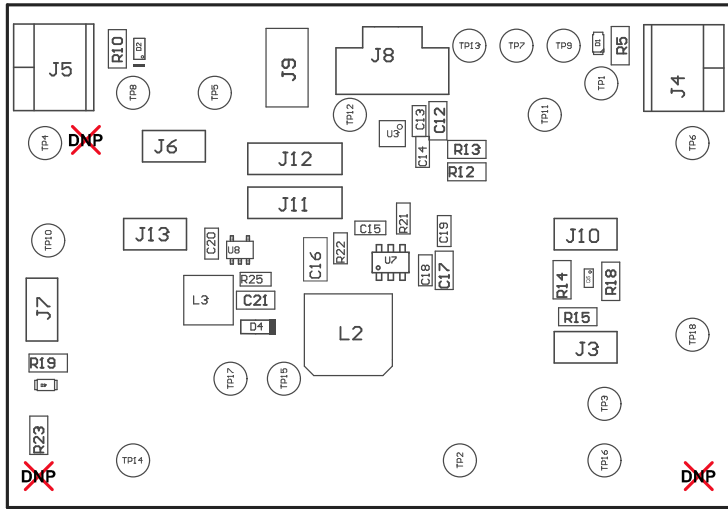 J5
R10
D2
TP8
TP5
J9
J8
TP13
TP7
TP9
D1
R5
TP1
J4
TP4
DNP
J6
TP12
U3
C13
C12
C14
R13
R12
TP11
TP6
J12
J11
TP10
J13
C20
U8
R25
L3
C21
D4
C16
R22
C15
R21
U7
C19
C18
C17
L2
J10
R14
R18
R15
J3
TP18
J7
R19
R23
DNP
TP17
TP15
TP14
TP2
TP3
TP16
DNP